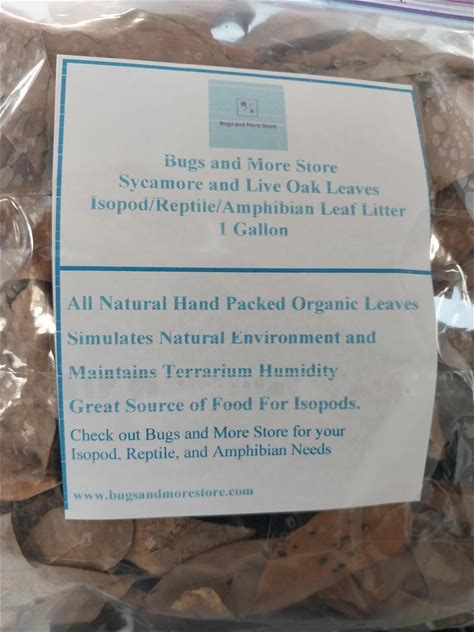 Bugs and More Store
Bugs and More Store
Sycamore and Live Oak Leaves
Isopod/Reptile/Amphibian Leaf Litter
1 Gallon
All Natural Hand Packed Organic Leaves
Simulates Natural Environment and
Maintains Terrarium Humidity
Great Source of Food For Isopods.
Check out Bugs and More Store for your
Isopod, Reptile, and Amphibian Needs
www.bugsandmorestore.com